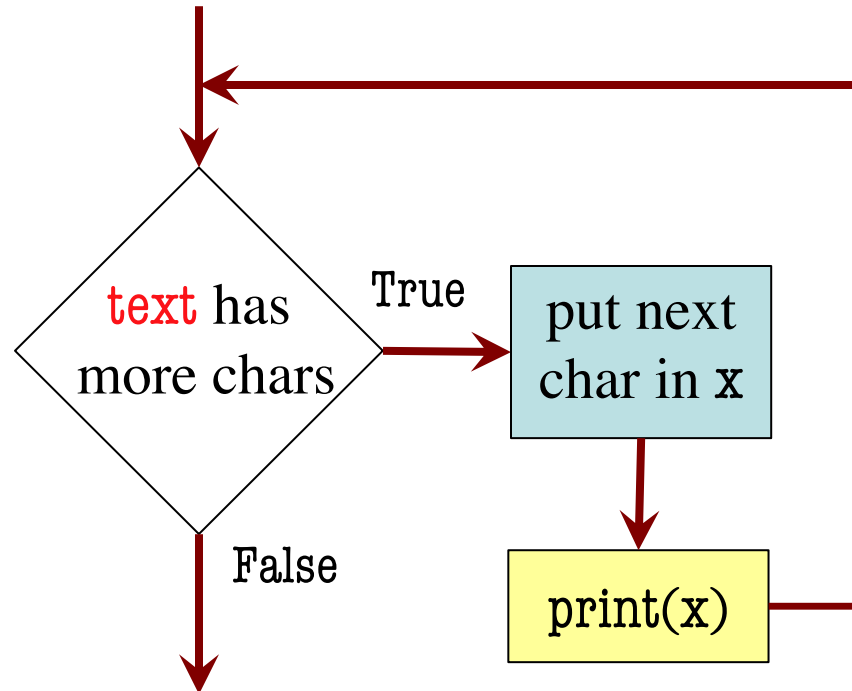 text has
more chars
True
put next
char in x
False
print(x)